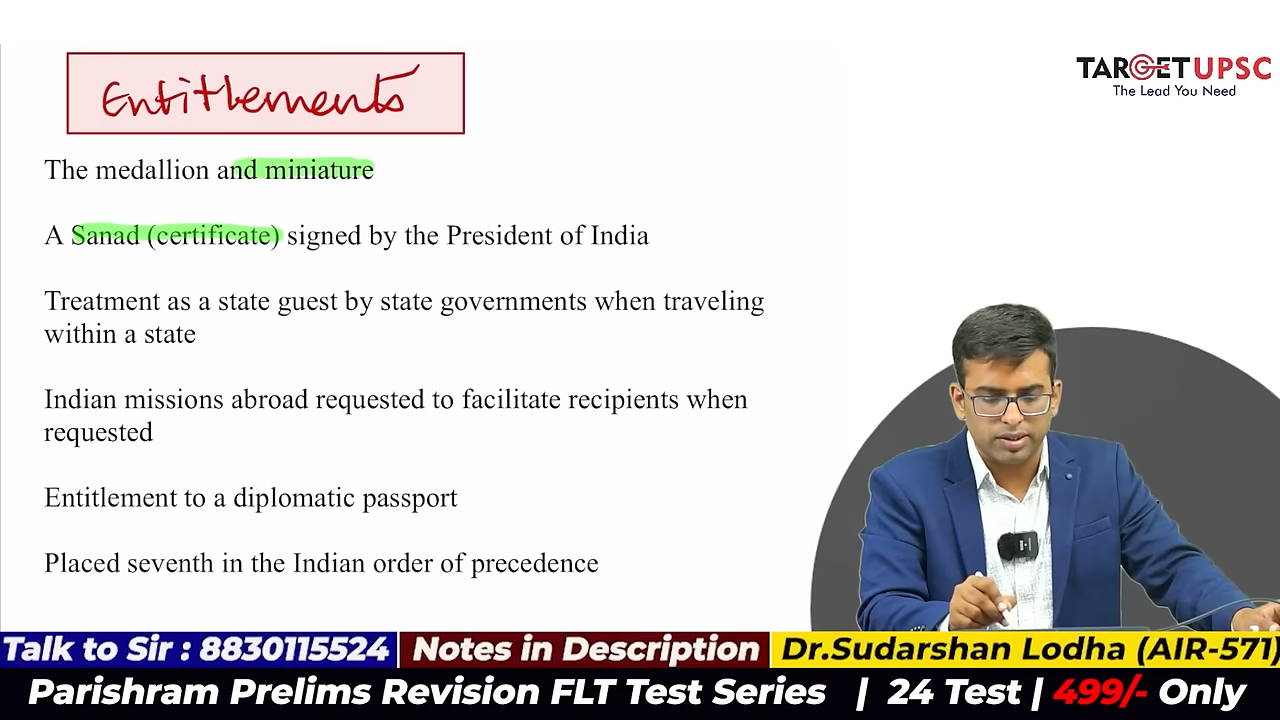 Entitlements
TARGETUPSC
The Lead You Need
The medallion and miniature
A Sanad (certificate) signed by the President of India
Treatment as a state guest by state governments when traveling
within a state
Indian missions abroad requested to facilitate recipients when
requested
Entitlement to a diplomatic passport
Placed seventh in the Indian order of precedence
Talk to Sir : 8830115524 Notes in Description Dr.Sudarshan Lodha (AIR-571)
Parishram Prelims Revision FLT Test Series | 24 Test | 499/- Only